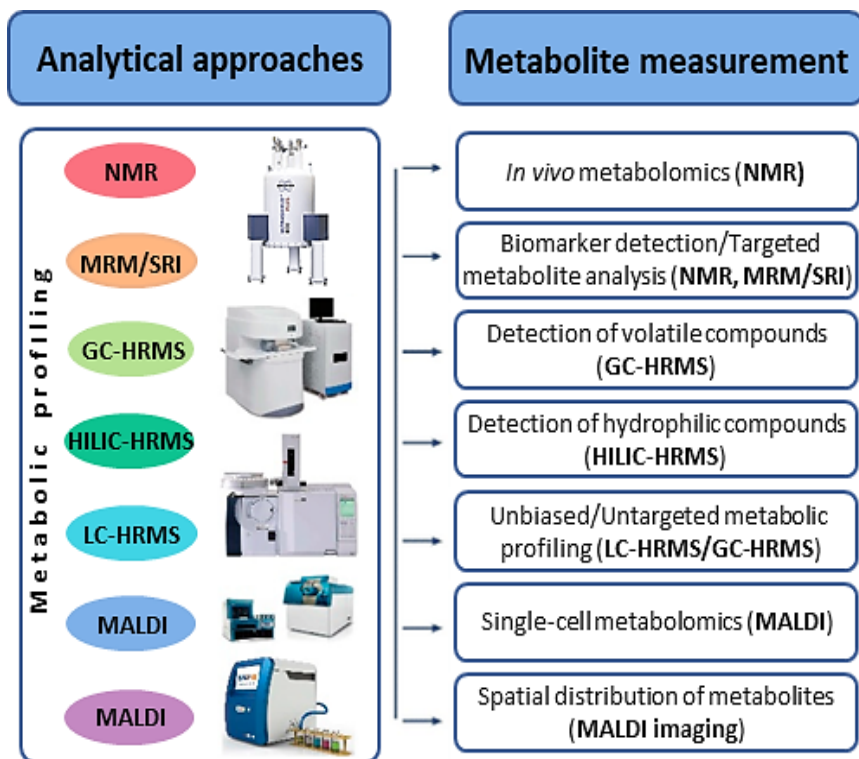 Analytical approaches
Metabolite measurement
Metabolic profiling
NMR
MRM/SRI
GC-HRMS
HILIC-HRMS
LC-HRMS
MALDI
MALDI
In vivo metabolomics (NMR)
Biomarker detection/Targeted
metabolite analysis (NMR, MRM/SRI)
Detection of volatile compounds
(GC-HRMS)
Detection of hydrophilic compounds
(HILIC-HRMS)
Unbiased/Untargeted metabolic
profiling (LC-HRMS/GC-HRMS)
Single-cell metabolomics (MALDI)
Spatial distribution of metabolites
(MALDI imaging)